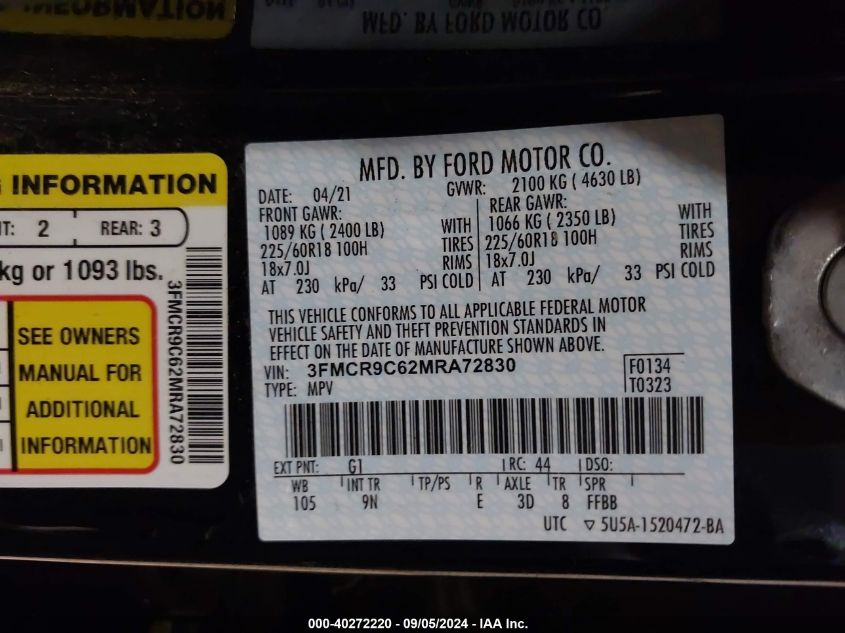 MFD. BY FORD MOTOR CO.
INFORMATION
MFD. BY FORD MOTOR CO.
DATE: 04/21 GVWR: 2100 KG ( 4630 LB)
FRONT GAWR: REAR GAWR:
1089 KG ( 2400 LB) WITH 1066 KG ( 2350 LB) WITH
225/60R18 100H TIRES 225/60R18 100H TIRES
18x7.0J RIMS 18x7.0J RIMS
AT 230 kPa/ 33 PSI COLD AT 230 kPa/ 33 PSI COLD
THIS VEHICLE CONFORMS TO ALL APPLICABLE FEDERAL MOTOR
VEHICLE SAFETY AND THEFT PREVENTION STANDARDS IN
EFFECT ON THE DATE OF MANUFACTURE SHOWN ABOVE.
VIN: 3FMCR9C62MRA72830 F0134
TYPE: MPV T0323
EXT PNT: G1 RC: 44 DSO:
WB INT TR TP/PS R AXLE TR SPR
105 9N E 3D 8 FFBB
UTC ▽ 5U5A-1520472-BA
G INFORMATION
T: 2 REAR: 3
kg or 1093 lbs.
SEE OWNERS
MANUAL FOR
ADDITIONAL
INFORMATION
3FMCR9C62MRA72830
000-40272220 - 09/05/2024 - IAA Inc.